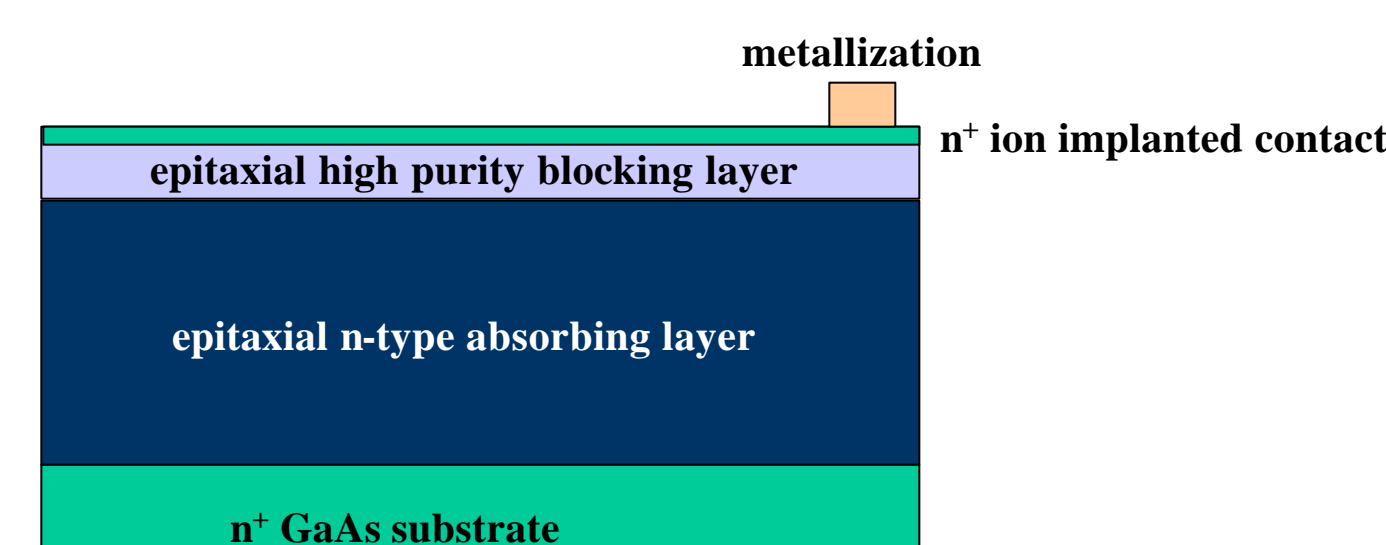 metallization
n⁺ ion implanted contact
epitaxial high purity blocking layer
epitaxial n-type absorbing layer
n⁺ GaAs substrate